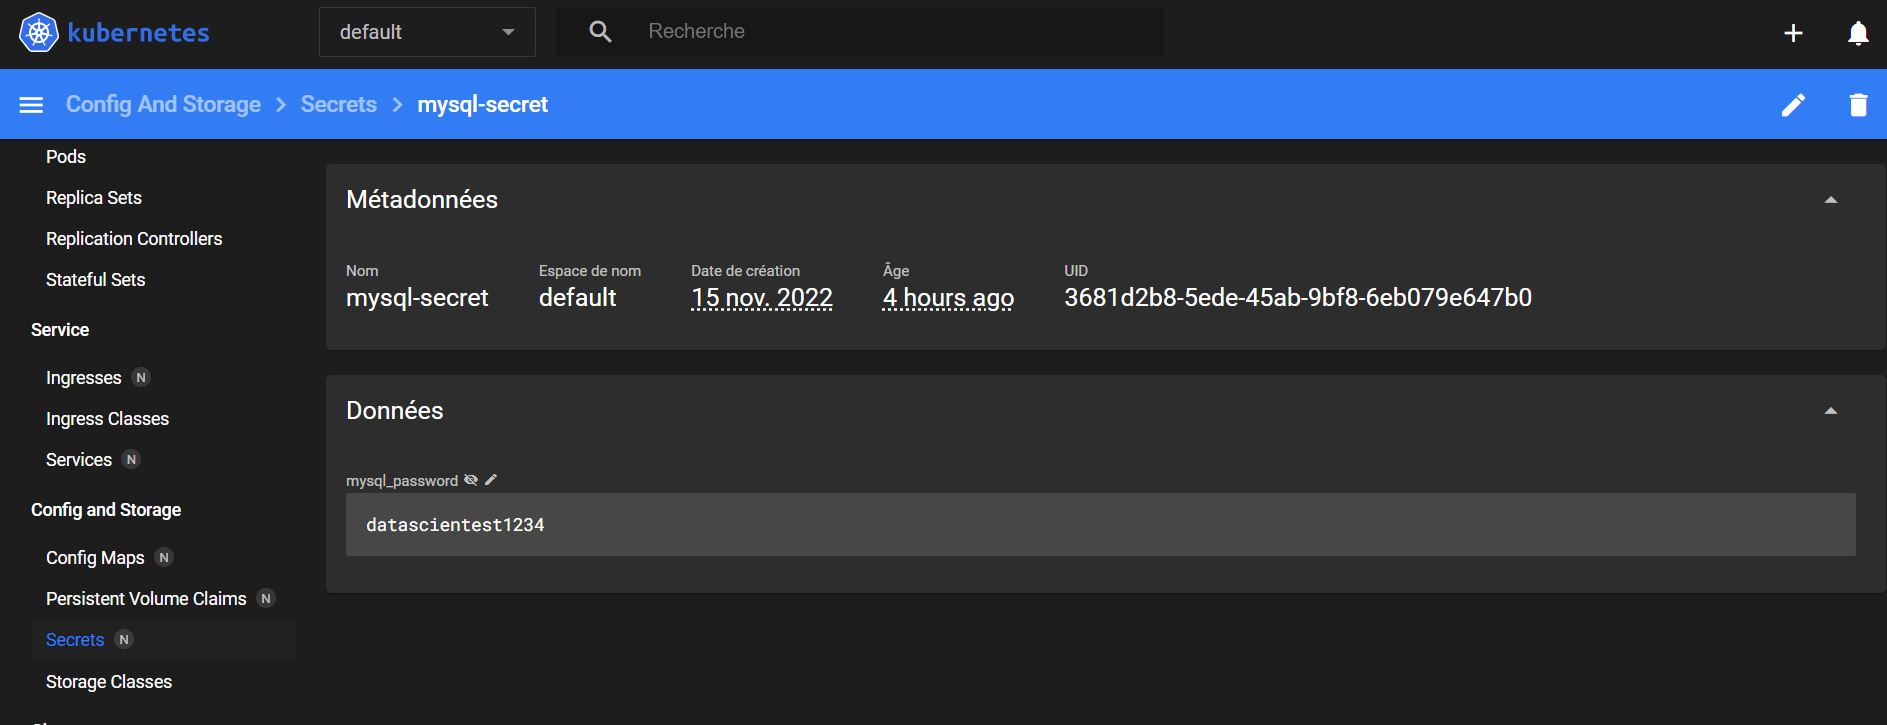 kubernetes
default
Recherche
Config And Storage > Secrets > mysql-secret
Pods
Replica Sets
Replication Controllers
Stateful Sets
Service
Ingresses N
Ingress Classes
Services N
Config and Storage
Config Maps N
Persistent Volume Claims N
Secrets N
Storage Classes
Métadonnées
Nom
mysql-secret
Espace de nom
default
Date de création
15 nov. 2022
Âge
4 hours ago
UID
3681d2b8-5ede-45ab-9bf8-6eb079e647b0
Données
mysql_password
datascientest1234